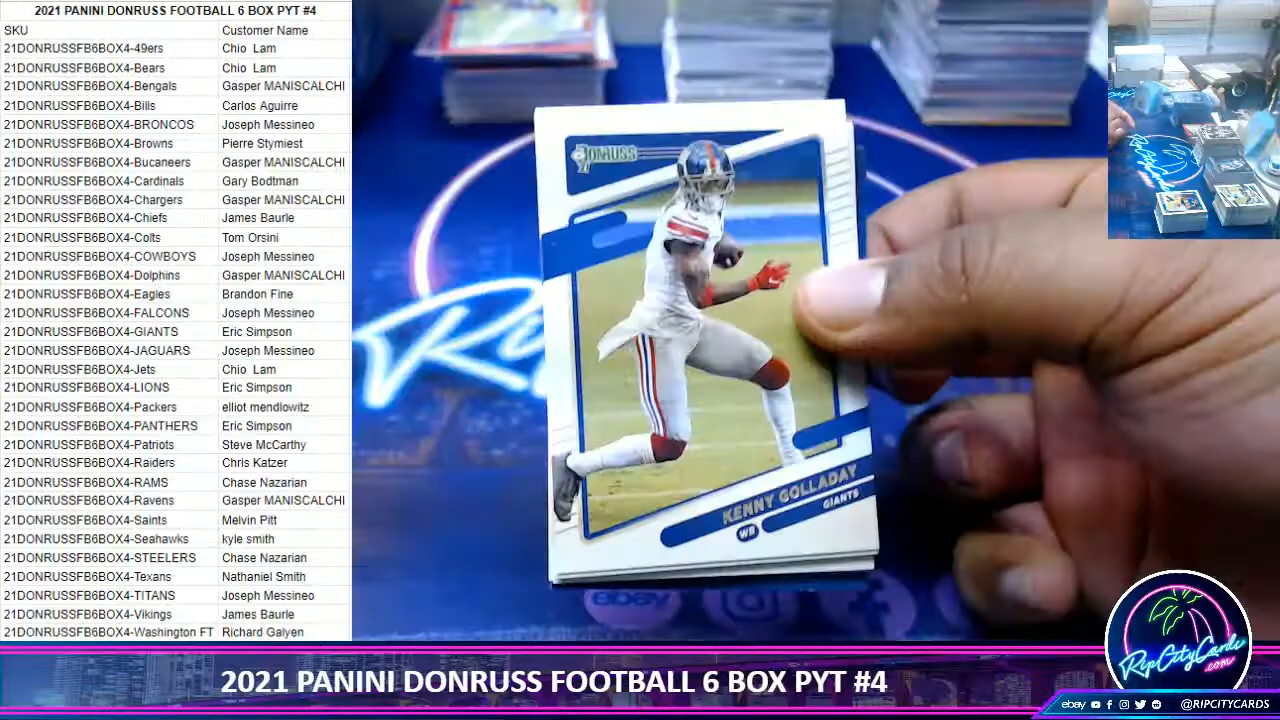 2021 PANINI DONRUSS FOOTBALL 6 BOX PYT #4
SKU Customer Name
21DONRUSSFB6BOX4-49ers Chio Lam
21DONRUSSFB6BOX4-Bears Chio Lam
21DONRUSSFB6BOX4-Bengals Gasper MANISCALCHI
21DONRUSSFB6BOX4-Bills Carlos Aguirre
21DONRUSSFB6BOX4-BRONCOS Joseph Messineo
21DONRUSSFB6BOX4-Browns Pierre Stymiest
21DONRUSSFB6BOX4-Bucaneers Gasper MANISCALCHI
21DONRUSSFB6BOX4-Cardinals Gary Bodtman
21DONRUSSFB6BOX4-Chargers Gasper MANISCALCHI
21DONRUSSFB6BOX4-Chiefs James Baurle
21DONRUSSFB6BOX4-Colts Tom Orsini
21DONRUSSFB6BOX4-COWBOYS Joseph Messineo
21DONRUSSFB6BOX4-Dolphins Gasper MANISCALCHI
21DONRUSSFB6BOX4-Eagles Brandon Fine
21DONRUSSFB6BOX4-FALCONS Joseph Messineo
21DONRUSSFB6BOX4-GIANTS Eric Simpson
21DONRUSSFB6BOX4-JAGUARS Joseph Messineo
21DONRUSSFB6BOX4-Jets Chio Lam
21DONRUSSFB6BOX4-LIONS Eric Simpson
21DONRUSSFB6BOX4-Packers elliot mendlowitz
21DONRUSSFB6BOX4-PANTHERS Eric Simpson
21DONRUSSFB6BOX4-Patriots Steve McCarthy
21DONRUSSFB6BOX4-Raiders Chris Katzer
21DONRUSSFB6BOX4-RAMS Chase Nazarian
21DONRUSSFB6BOX4-Ravens Gasper MANISCALCHI
21DONRUSSFB6BOX4-Saints Melvin Pitt
21DONRUSSFB6BOX4-Seahawks kyle smith
21DONRUSSFB6BOX4-STEELERS Chase Nazarian
21DONRUSSFB6BOX4-Texans Nathaniel Smith
21DONRUSSFB6BOX4-TITANS Joseph Messineo
21DONRUSSFB6BOX4-Vikings James Baurle
21DONRUSSFB6BOX4-Washington FT Richard Galyen
DONRUSS
KENNY GOLLADAY
WR
GIANTS
ebay
2021 PANINI DONRUSS FOOTBALL 6 BOX PYT #4
RipCityCards
.com
ebay @RIPCITYCARDS